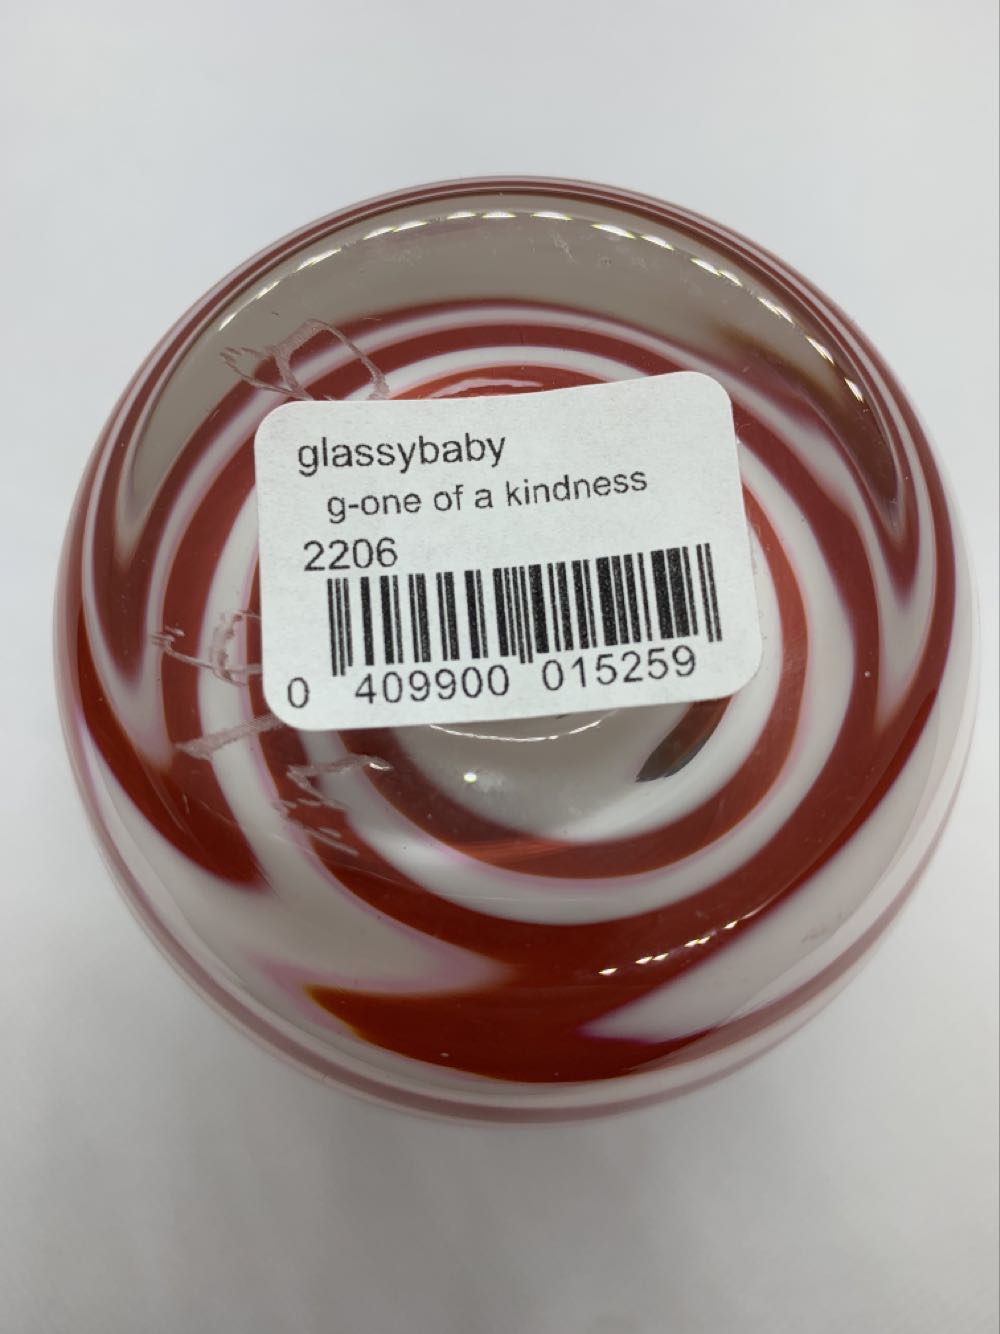 glassybaby
g-one of a kindness
2206
0 409900 015259